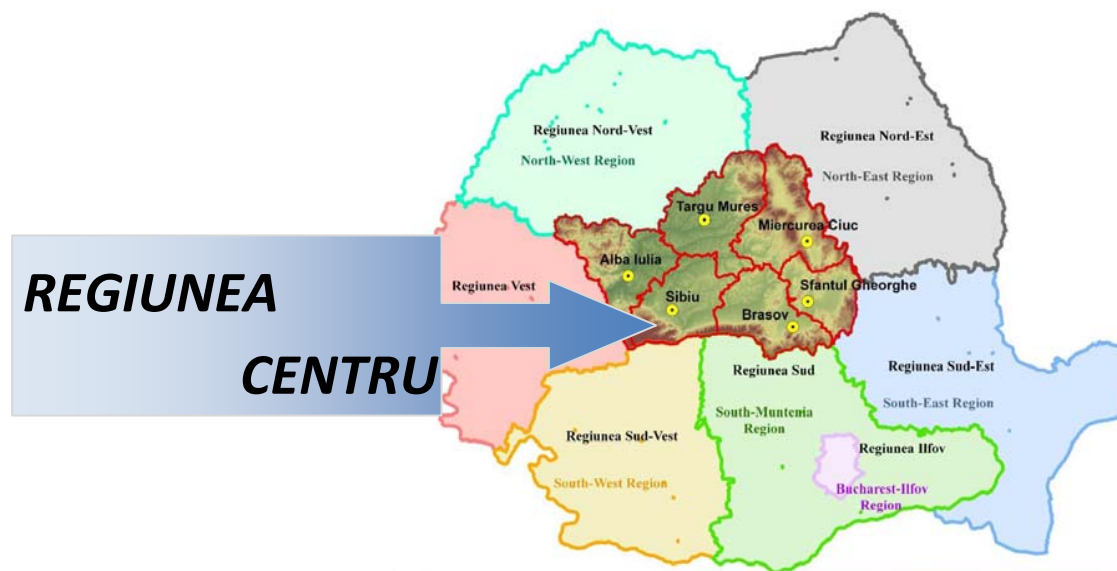 Regiunea Nord-Vest
North-West Region
Regiunea Nord-Est
North-East Region
Targu Mures
Miercurea Ciuc
Alba Iulia
Sfantul Gheorghe
Sibiu
Brasov
Regiunea Vest
REGIUNEA
CENTRU
Regiunea Sud
South-Muntenia
Region
Regiunea Sud-Est
South-East Region
Regiunea Sud-Vest
South-West Region
Regiunea Ilfov
Bucharest-Ilfov
Region